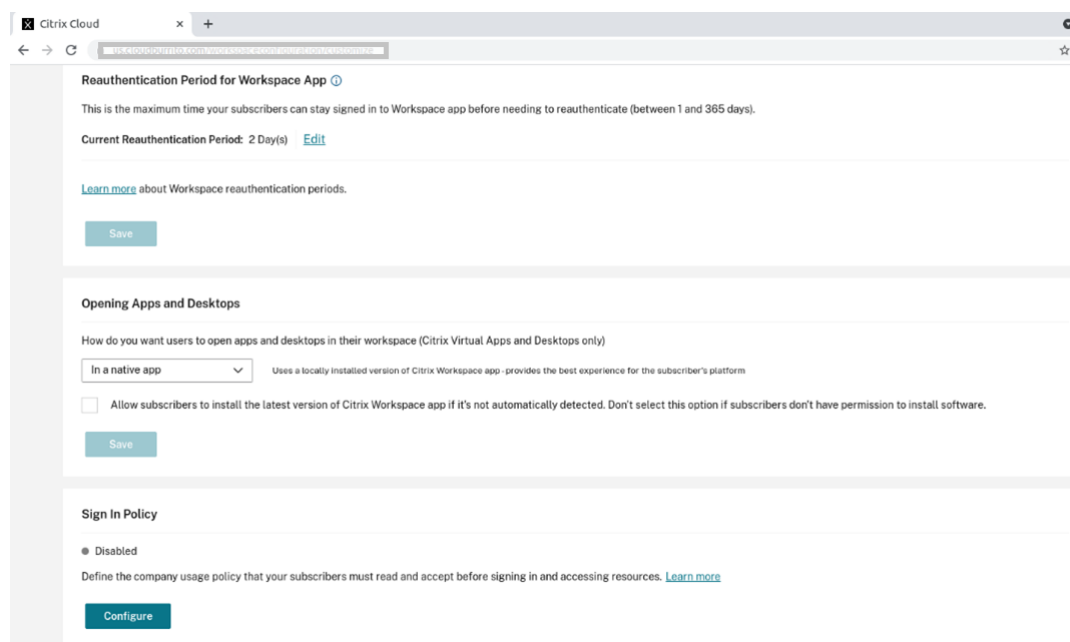 Citrix Cloud
us.cloudburrito.com/workspaceconfiguration/customize
Reauthentication Period for Workspace App
This is the maximum time your subscribers can stay signed in to Workspace app before needing to reauthenticate (between 1 and 365 days).
Current Reauthentication Period: 2 Day(s) Edit
Learn more about Workspace reauthentication periods.
Save
Opening Apps and Desktops
How do you want users to open apps and desktops in their workspace (Citrix Virtual Apps and Desktops only)
In a native app Uses a locally installed version of Citrix Workspace app - provides the best experience for the subscriber's platform
Allow subscribers to install the latest version of Citrix Workspace app if it's not automatically detected. Don't select this option if subscribers don't have permission to install software.
Save
Sign In Policy
Disabled
Define the company usage policy that your subscribers must read and accept before signing in and accessing resources. Learn more
Configure